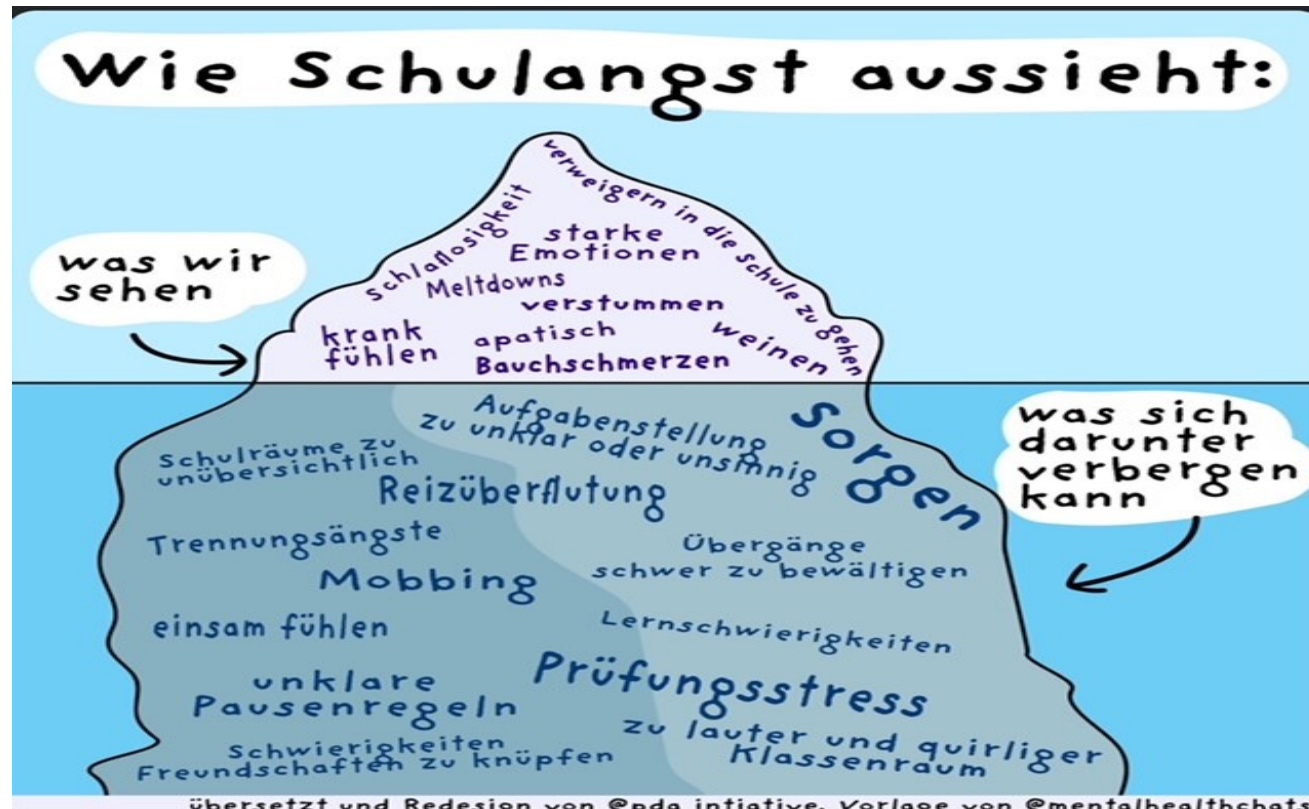 Wie Schulangst aussieht:
was wir
sehen
verweigern in die Schule zu gehen
Schlaflosigkeit
starke
Emotionen
Meltdowns
verstummen
krank
fühlen
apatisch
weinen
Bauchschmerzen
was sich
darunter
verbergen
kann
Aufgabenstellung
zu unklar oder unsinnig
Sorgen
Schulräume zu
unübersichtlich
Reizüberflutung
Trennungsängste
Übergänge
schwer zu bewältigen
Mobbing
einsam fühlen
Lernschwierigkeiten
Prüfungsstress
unklare
Pausenregeln
zu lauter und quirliger
Klassenraum
Schwierigkeiten
Freundschaften zu knüpfen
übersetzt und Redesign von @pda.intiative, Vorlage von @mentalhealthchats